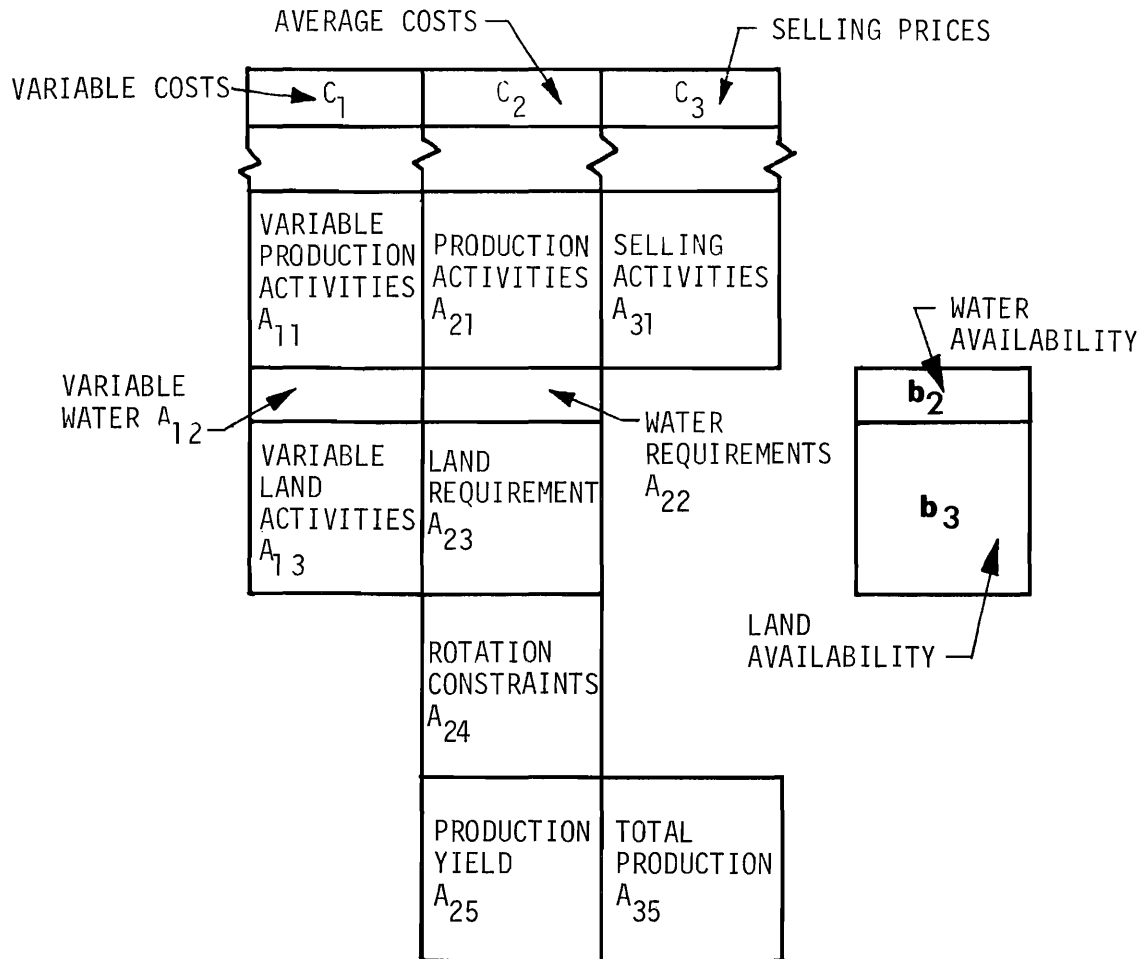 AVERAGE COSTS
SELLING PRICES
VARIABLE COSTS
C1
C2
C3
VARIABLE
PRODUCTION
ACTIVITIES
A11
PRODUCTION
ACTIVITIES
A21
SELLING
ACTIVITIES
A31
WATER
AVAILABILITY
VARIABLE
WATER A12
WATER
REQUIREMENTS
A22
b2
VARIABLE
LAND
ACTIVITIES
A13
LAND
REQUIREMENT
A23
b3
LAND
AVAILABILITY
ROTATION
CONSTRAINTS
A24
PRODUCTION
YIELD
A25
TOTAL
PRODUCTION
A35